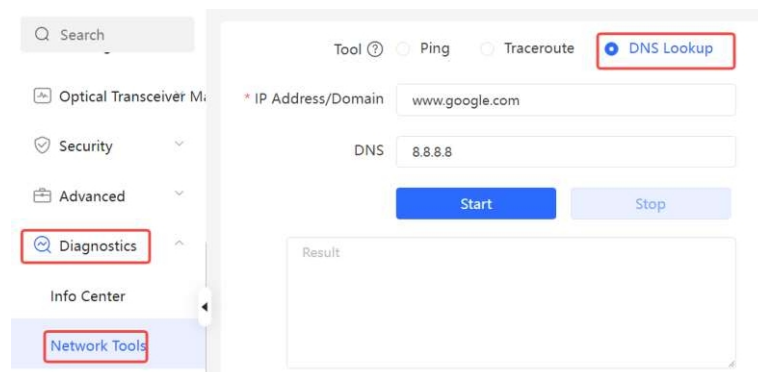 Search
Optical Transceiver Ma
Security
Advanced
Diagnostics
Info Center
Network Tools
Tool ? Ping Traceroute DNS Lookup
* IP Address/Domain www.google.com
DNS 8.8.8.8
Start Stop
Result